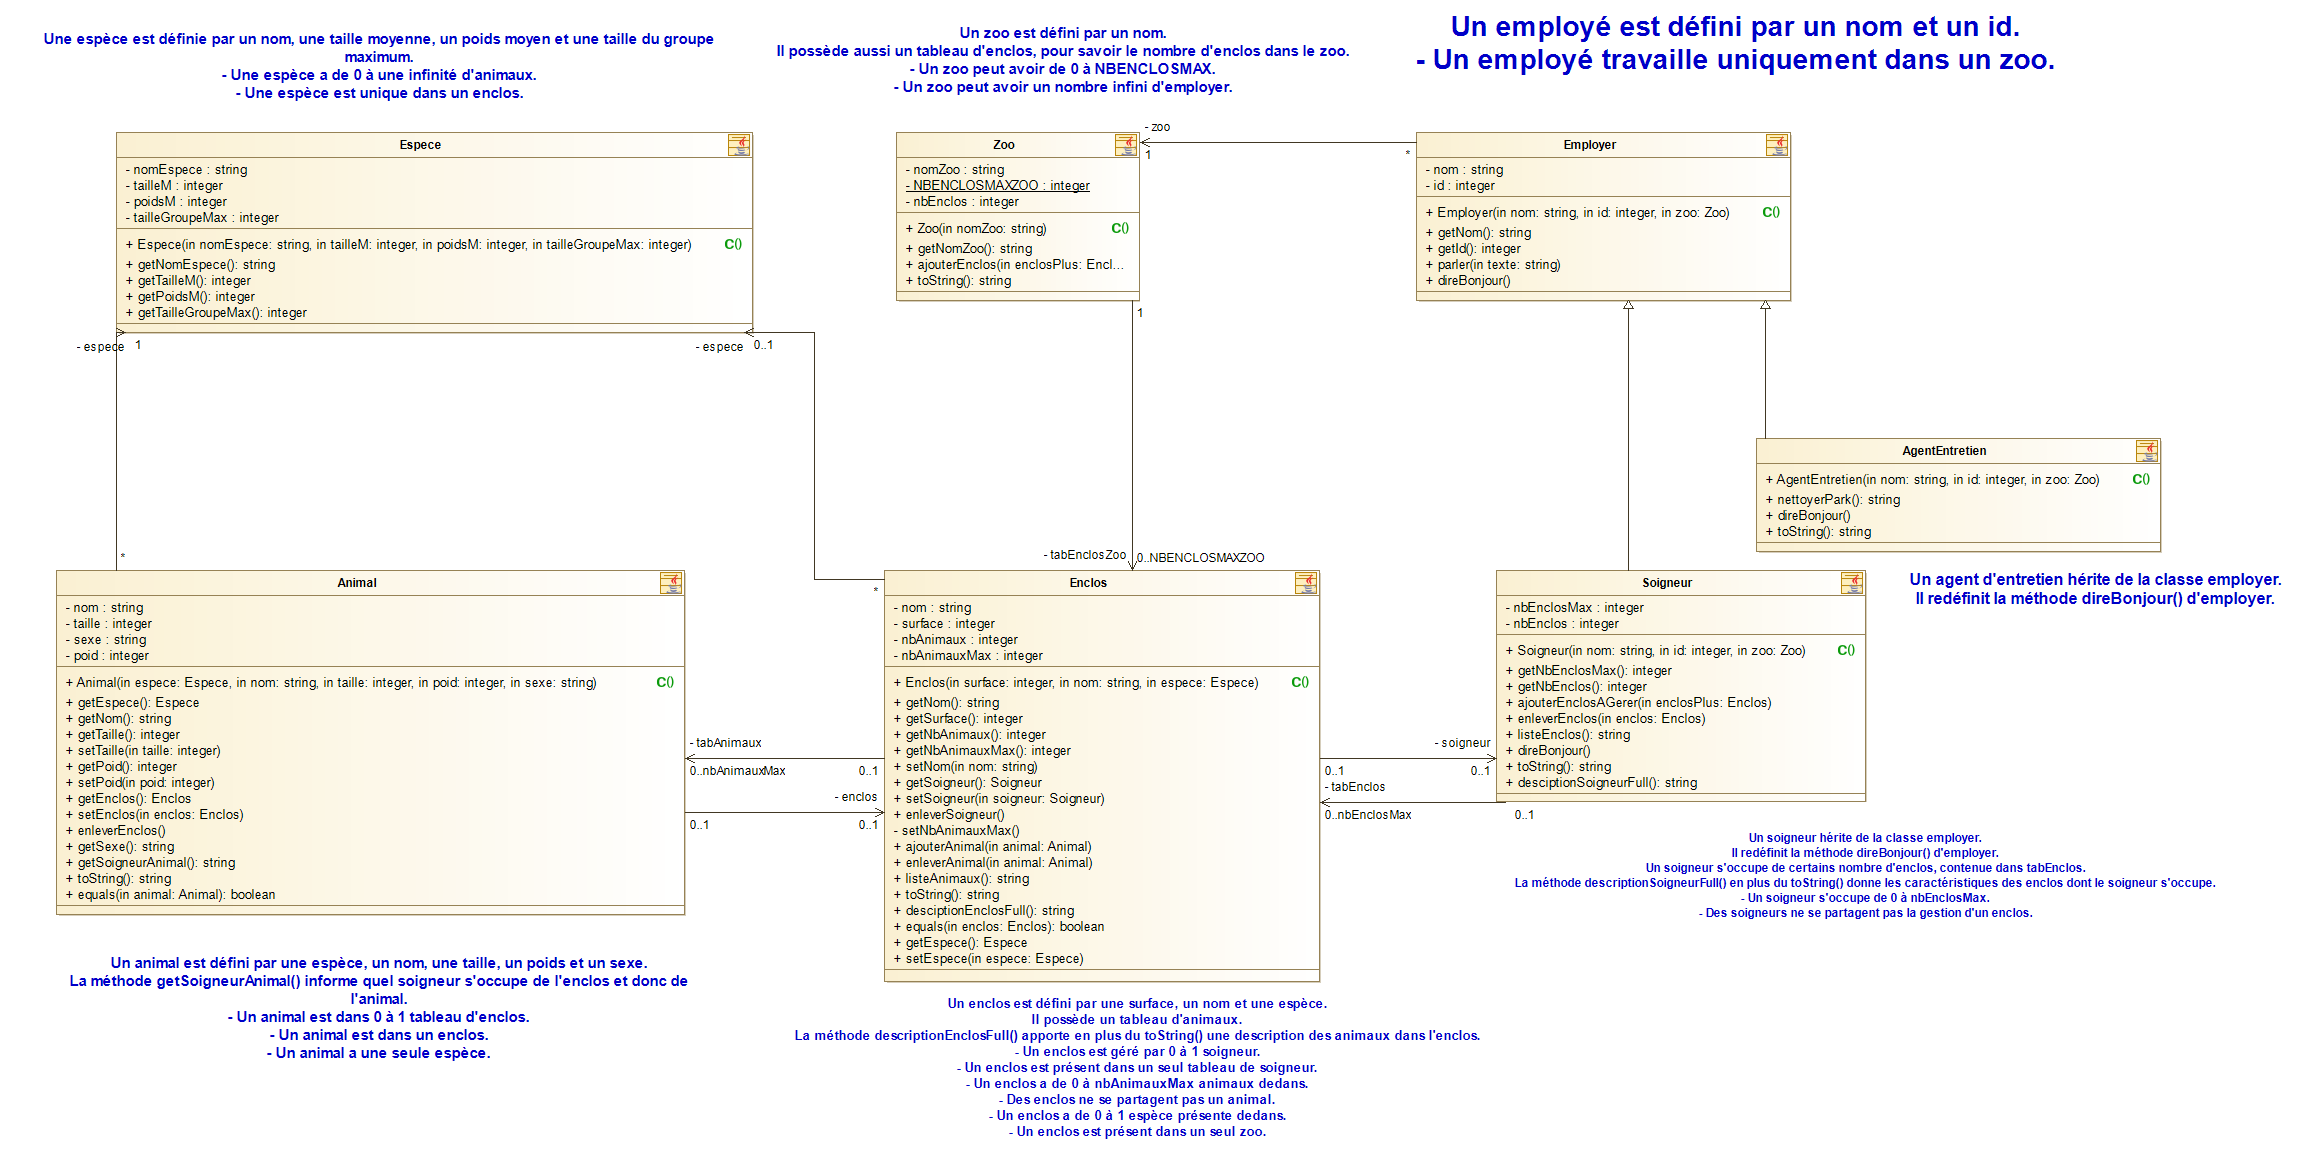 Une espèce est définie par un nom, une taille moyenne, un poids moyen et une taille du groupe
maximum.
- Une espèce a de 0 à une infinité d'animaux.
- Une espèce est unique dans un enclos.
Un zoo est défini par un nom.
Il possède aussi un tableau d'enclos, pour savoir le nombre d'enclos dans le zoo.
- Un zoo peut avoir de 0 à NBENCLOSMAX.
- Un zoo peut avoir un nombre infini d'employer.
Un employé est défini par un nom et un id.
- Un employé travaille uniquement dans un zoo.
Espece
- nomEspece : string
- tailleM : integer
- poidsM : integer
- tailleGroupeMax : integer
+ Espece(in nomEspece: string, in tailleM: integer, in poidsM: integer, in tailleGroupeMax: integer) C()
+ getNomEspece(): string
+ getTailleM(): integer
+ getPoidsM(): integer
+ getTailleGroupeMax(): integer
- espece 1
- espece 0..1
Zoo
- nomZoo : string
- NBENCLOSMAXZOO : integer
- nbEnclos : integer
+ Zoo(in nomZoo: string) C()
+ getNomZoo(): string
+ ajouterEnclos(in enclosPlus: Encl...
+ toString(): string
- zoo
1
*
1
Employer
- nom : string
- id : integer
+ Employer(in nom: string, in id: integer, in zoo: Zoo) C()
+ getNom(): string
+ getId(): integer
+ parler(in texte: string)
+ direBonjour()
AgentEntretien
+ AgentEntretien(in nom: string, in id: integer, in zoo: Zoo) C()
+ nettoyerPark(): string
+ direBonjour()
+ toString(): string
Un agent d'entretien hérite de la classe employer.
Il redéfinit la méthode direBonjour() d'employer.
*
- tabEnclosZoo 0..NBENCLOSMAXZOO
*
Animal
- nom : string
- taille : integer
- sexe : string
- poid : integer
+ Animal(in espece: Espece, in nom: string, in taille: integer, in poid: integer, in sexe: string) C()
+ getEspece(): Espece
+ getNom(): string
+ getTaille(): integer
+ setTaille(in taille: integer)
+ getPoid(): integer
+ setPoid(in poid: integer)
+ getEnclos(): Enclos
+ setEnclos(in enclos: Enclos)
+ enleverEnclos()
+ getSexe(): string
+ getSoigneurAnimal(): string
+ toString(): string
+ equals(in animal: Animal): boolean
- tabAnimaux
0..nbAnimauxMax 0..1
- enclos
0..1 0..1
Enclos
- nom : string
- surface : integer
- nbAnimaux : integer
- nbAnimauxMax : integer
+ Enclos(in surface: integer, in nom: string, in espece: Espece) C()
+ getNom(): string
+ getSurface(): integer
+ getNbAnimaux(): integer
+ getNbAnimauxMax(): integer
+ setNom(in nom: string)
+ getSoigneur(): Soigneur
+ setSoigneur(in soigneur: Soigneur)
+ enleverSoigneur()
- setNbAnimauxMax()
+ ajouterAnimal(in animal: Animal)
+ enleverAnimal(in animal: Animal)
+ listeAnimaux(): string
+ toString(): string
+ desciptionEnclosFull(): string
+ equals(in enclos: Enclos): boolean
+ getEspece(): Espece
+ setEspece(in espece: Espece)
- soigneur
0..1 0..1
- tabEnclos
0..nbEnclosMax 0..1
Soigneur
- nbEnclosMax : integer
- nbEnclos : integer
+ Soigneur(in nom: string, in id: integer, in zoo: Zoo) C()
+ getNbEnclosMax(): integer
+ getNbEnclos(): integer
+ ajouterEnclosAGerer(in enclosPlus: Enclos)
+ enleverEnclos(in enclos: Enclos)
+ listeEnclos(): string
+ direBonjour()
+ toString(): string
+ desciptionSoigneurFull(): string
Un soigneur hérite de la classe employer.
Il redéfinit la méthode direBonjour() d'employer.
Un soigneur s'occupe de certains nombre d'enclos, contenue dans tabEnclos.
La méthode descriptionSoigneurFull() en plus du toString() donne les caractéristiques des enclos dont le soigneur s'occupe.
- Un soigneur s'occupe de 0 à nbEnclosMax.
- Des soigneurs ne se partagent pas la gestion d'un enclos.
Un animal est défini par une espèce, un nom, une taille, un poids et un sexe.
La méthode getSoigneurAnimal() informe quel soigneur s'occupe de l'enclos et donc de
l'animal.
- Un animal est dans 0 à 1 tableau d'enclos.
- Un animal est dans un enclos.
- Un animal a une seule espèce.
Un enclos est défini par une surface, un nom et une espèce.
Il possède un tableau d'animaux.
La méthode descriptionEnclosFull() apporte en plus du toString() une description des animaux dans l'enclos.
- Un enclos est géré par 0 à 1 soigneur.
- Un enclos est présent dans un seul tableau de soigneur.
- Un enclos a de 0 à nbAnimauxMax animaux dedans.
- Des enclos ne se partagent pas un animal.
- Un enclos a de 0 à 1 espèce présente dedans.
- Un enclos est présent dans un seul zoo.